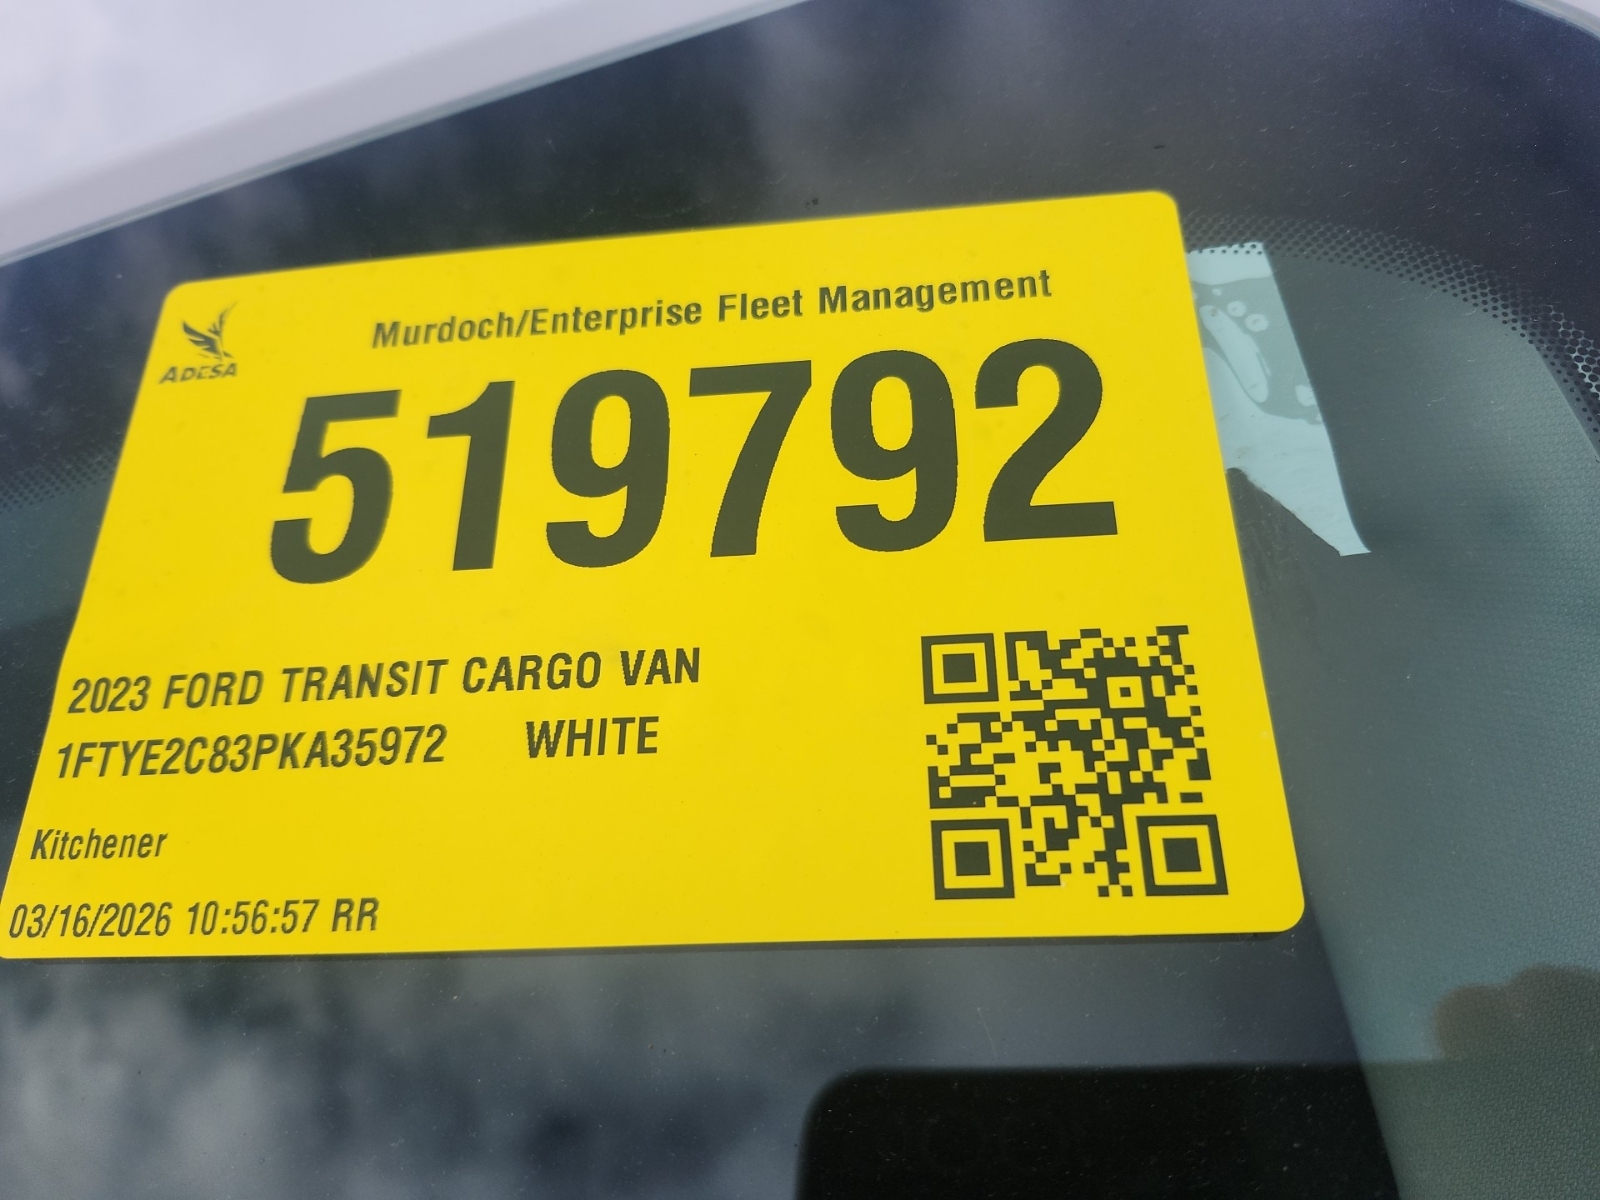 Murdoch/Enterprise Fleet Management
ADESA
519792
2023 FORD TRANSIT CARGO VAN
1FTYE2C83PKA35972 WHITE
Kitchener
03/16/2026 10:56:57 RR